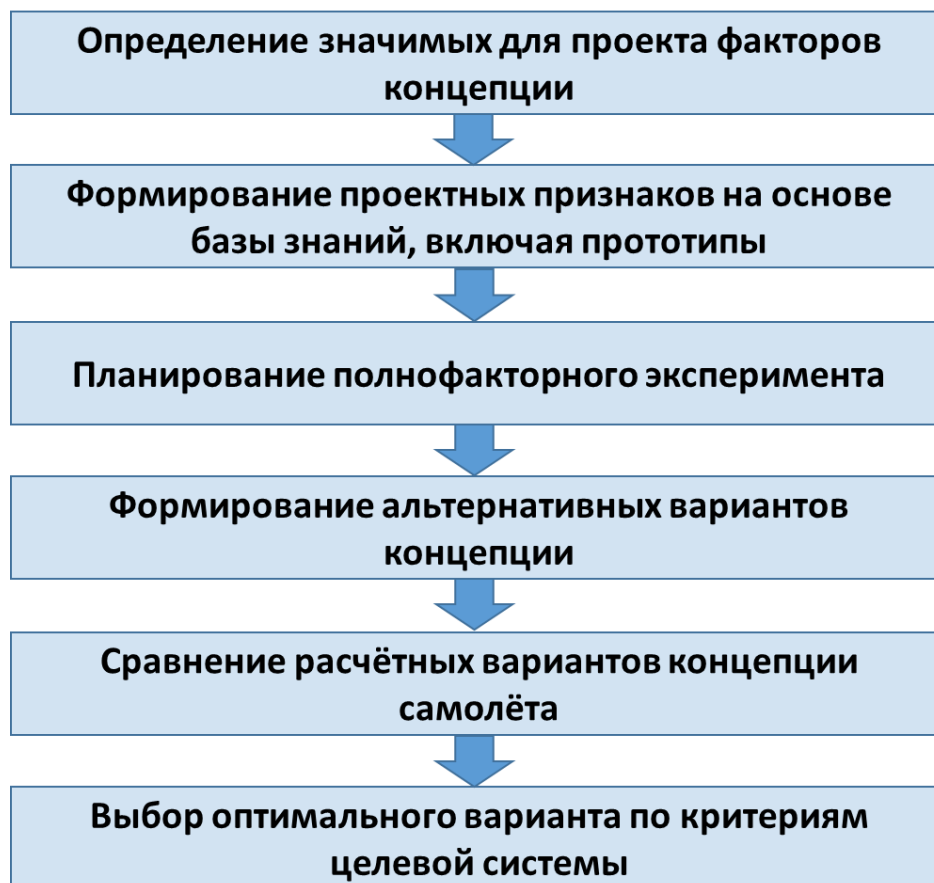 Определение значимых для проекта факторов
концепции
Формирование проектных признаков на основе
базы знаний, включая прототипы
Планирование полнофакторного эксперимента
Формирование альтернативных вариантов
концепции
Сравнение расчётных вариантов концепции
самолёта
Выбор оптимального варианта по критериям
целевой системы